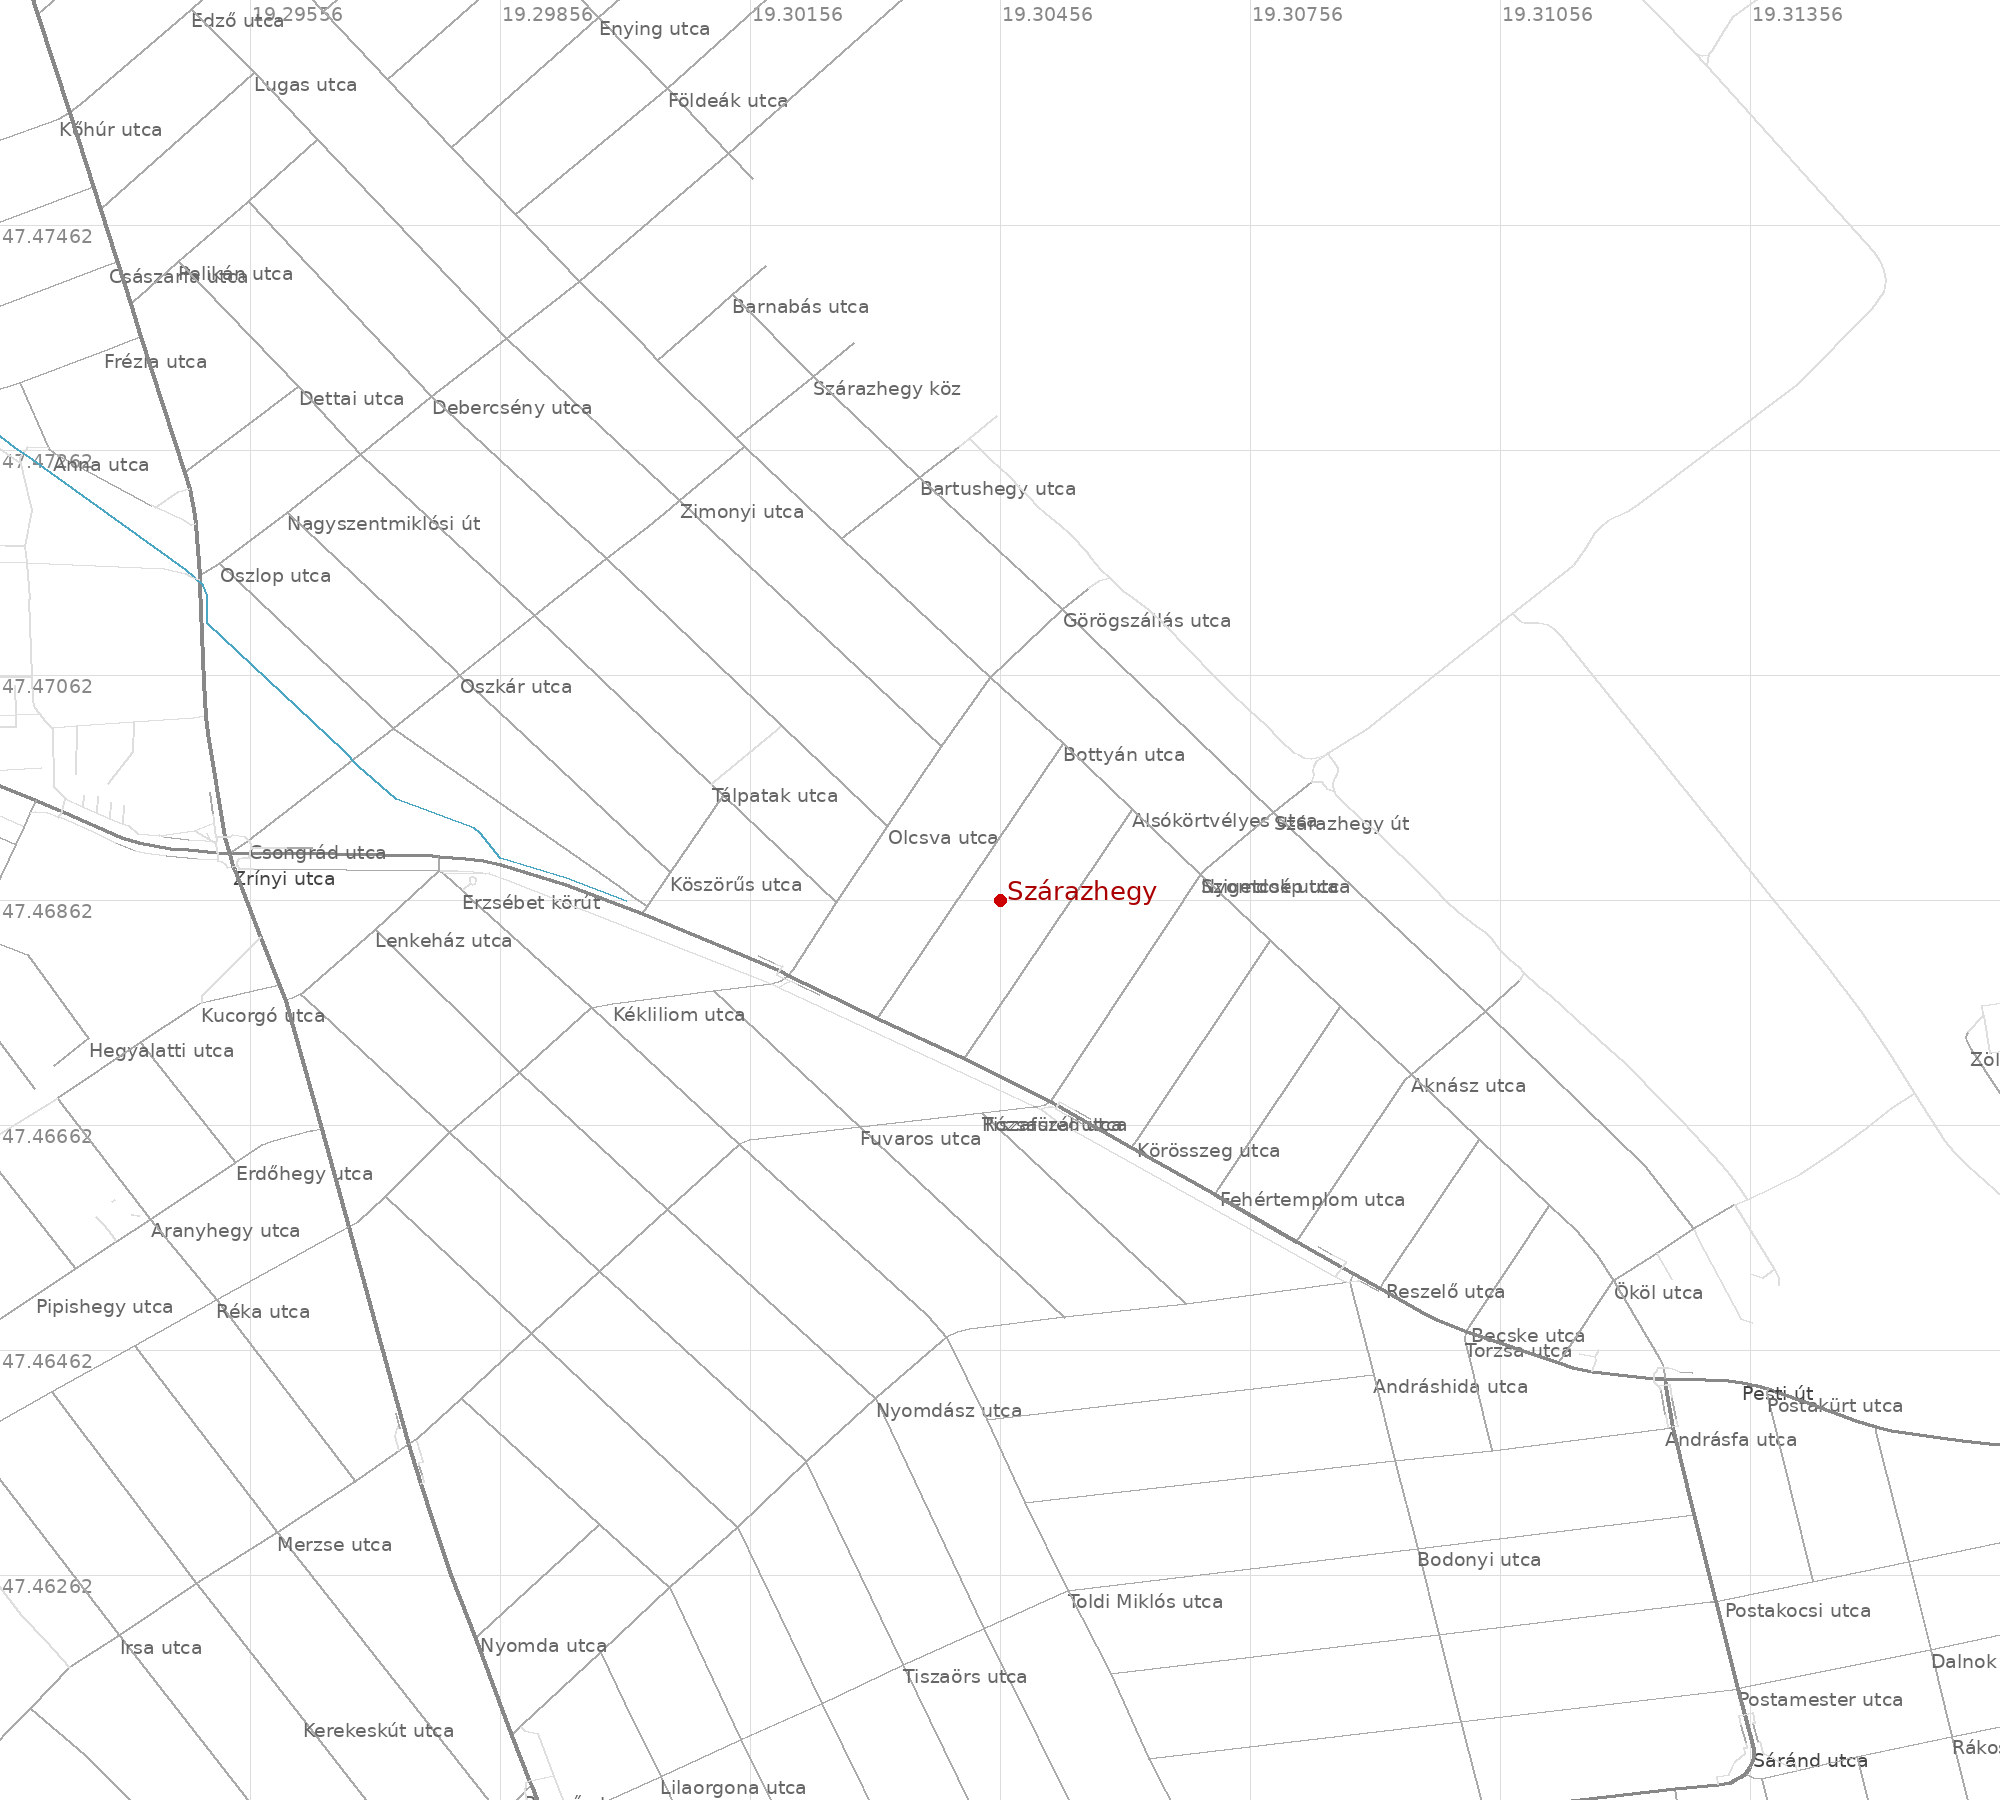 19.29556
19.29856
19.30156
19.30456
19.30756
19.31056
19.31356
Edző utca
Enying utca
Lugas utca
Földeák utca
Kőhúr utca
47.47462
Császárfa utca
Pelikán utca
Barnabás utca
Frézia utca
Szárazhegy köz
Dettai utca
Debercsény utca
47.47262
Anna utca
Bartushegy utca
Zimonyi utca
Nagyszentmiklósi út
Oszlop utca
Görögszállás utca
47.47062
Oszkár utca
Bottyán utca
Tálpatak utca
Alsókörtvélyes utca
Szárazhegy út
Olcsva utca
Csongrád utca
Zrínyi utca
Köszörűs utca
Szárazhegy
Erzsébet körút
47.46862
Lenkeház utca
Kucorgó utca
Kékliliom utca
Hegyalatti utca
Zöl
Aknász utca
47.46662
Fuvaros utca
Körösszeg utca
Erdőhegy utca
Fehértemplom utca
Aranyhegy utca
Pipishegy utca
Réka utca
Reszelő utca
Ököl utca
Becske utca
Torzsa utca
47.46462
Andráshida utca
Pesti út
Postakürt utca
Nyomdász utca
Andrásfa utca
Merzse utca
Bodonyi utca
47.46262
Toldi Miklós utca
Postakocsi utca
Irsa utca
Nyomda utca
Dalnok
Tiszaörs utca
Postamester utca
Kerekeskút utca
Rákos
Sáránd utca
Lilaorgona utca